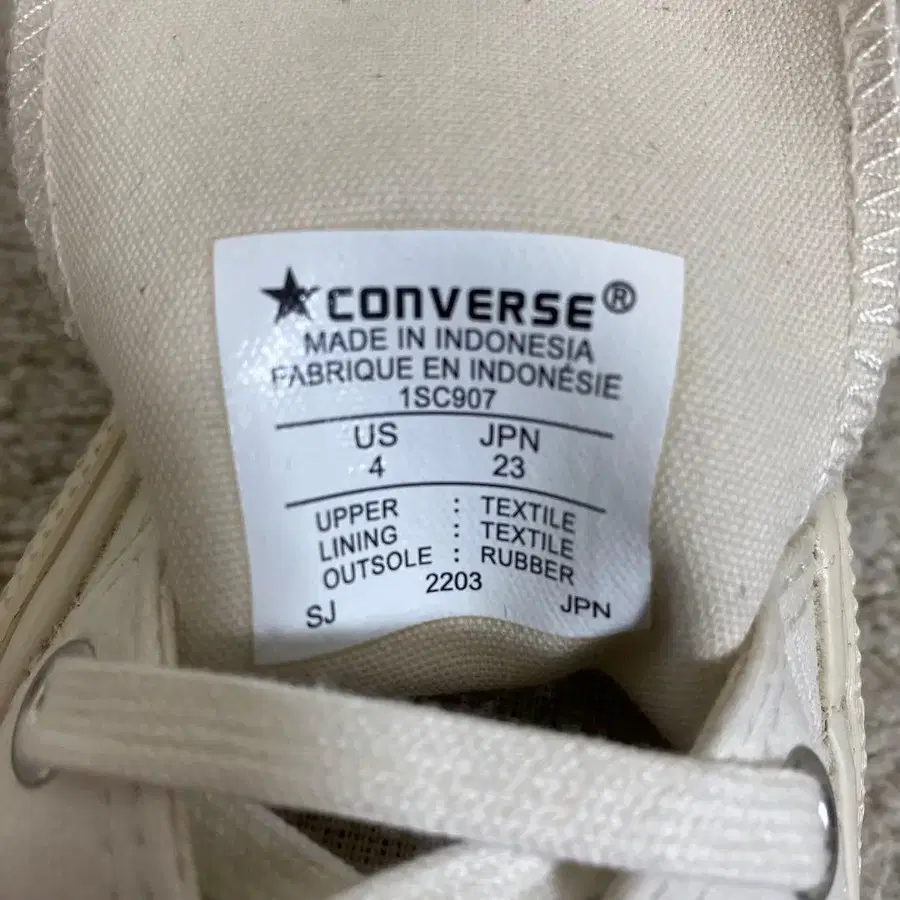 ★CONVERSE®
MADE IN INDONESIA
FABRIQUE EN INDONÉSIE
1SC907
US JPN
4 23
UPPER : TEXTILE
LINING : TEXTILE
OUTSOLE : RUBBER
2203
SJ JPN